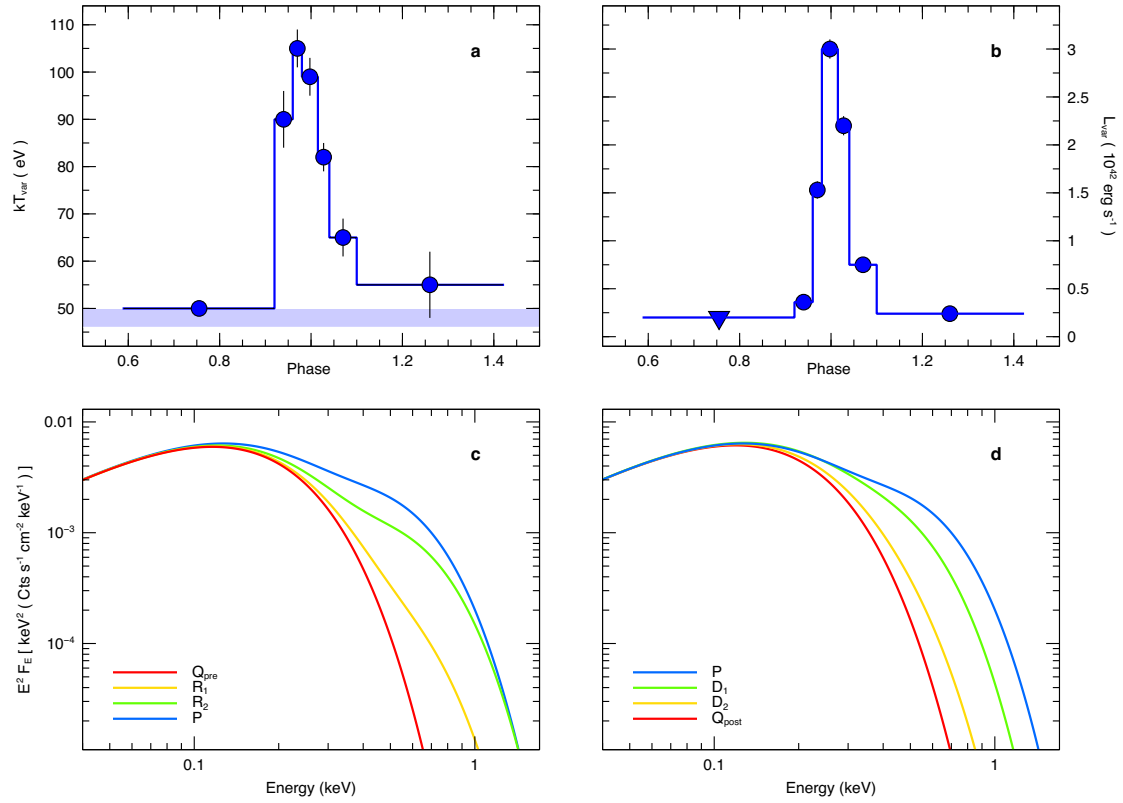 a
kT_var ( eV )
110
100
90
80
70
60
50
0.6 0.8 1 1.2 1.4
Phase
b
L_var ( 10^42 erg s^-1 )
3
2.5
2
1.5
1
0.5
0
0.6 0.8 1 1.2 1.4
Phase
c
E² F_E [ keV² ( Cts s^-1 cm^-2 keV^-1 ) ]
0.01
10^-3
10^-4
Q_pre
R_1
R_2
P
0.1 1
Energy (keV)
d
P
D_1
D_2
Q_post
0.1 1
Energy (keV)